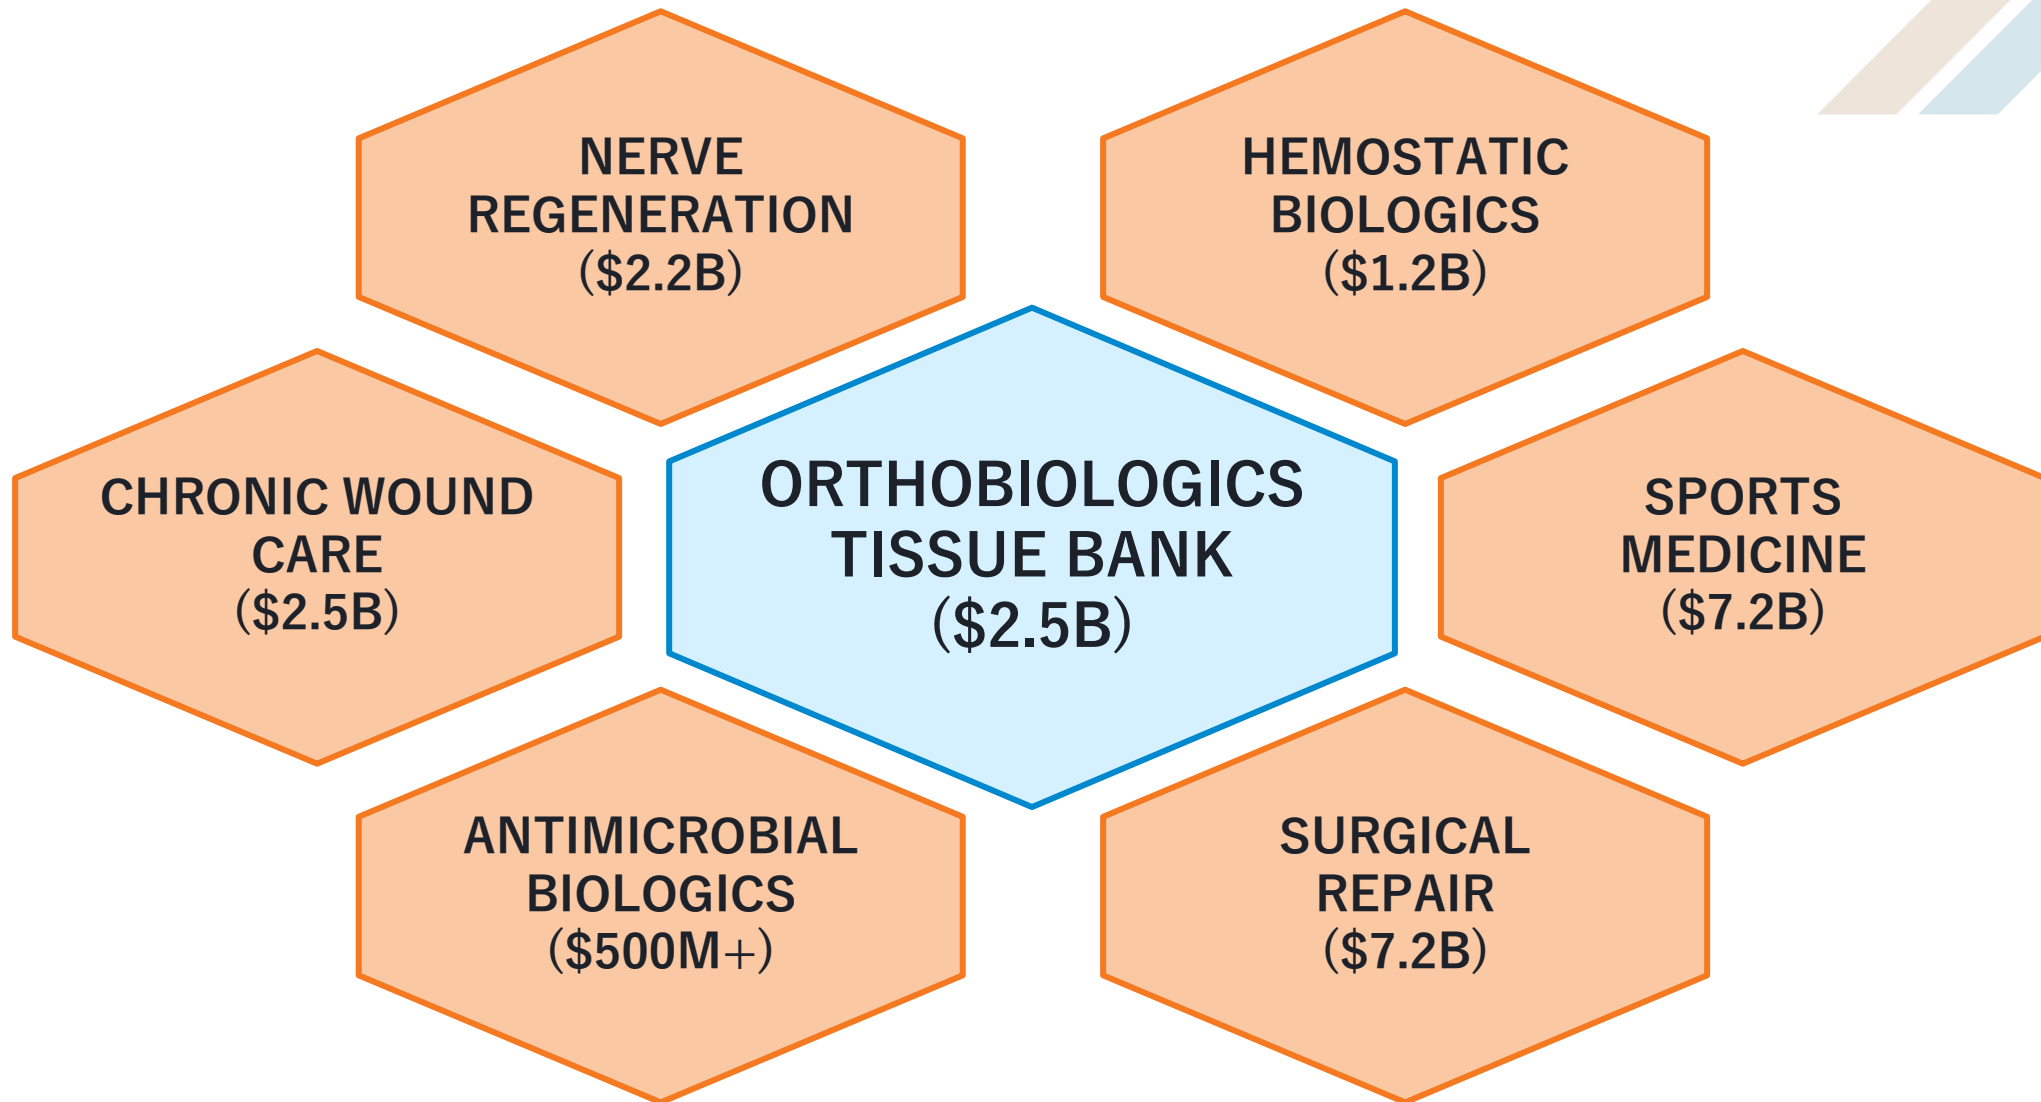 NERVE
REGENERATION
($2.2B)
HEMOSTATIC
BIOLOGICS
($1.2B)
CHRONIC WOUND
CARE
($2.5B)
ORTHOBIOLOGICS
TISSUE BANK
($2.5B)
SPORTS
MEDICINE
($7.2B)
ANTIMICROBIAL
BIOLOGICS
($500M+)
SURGICAL
REPAIR
($7.2B)